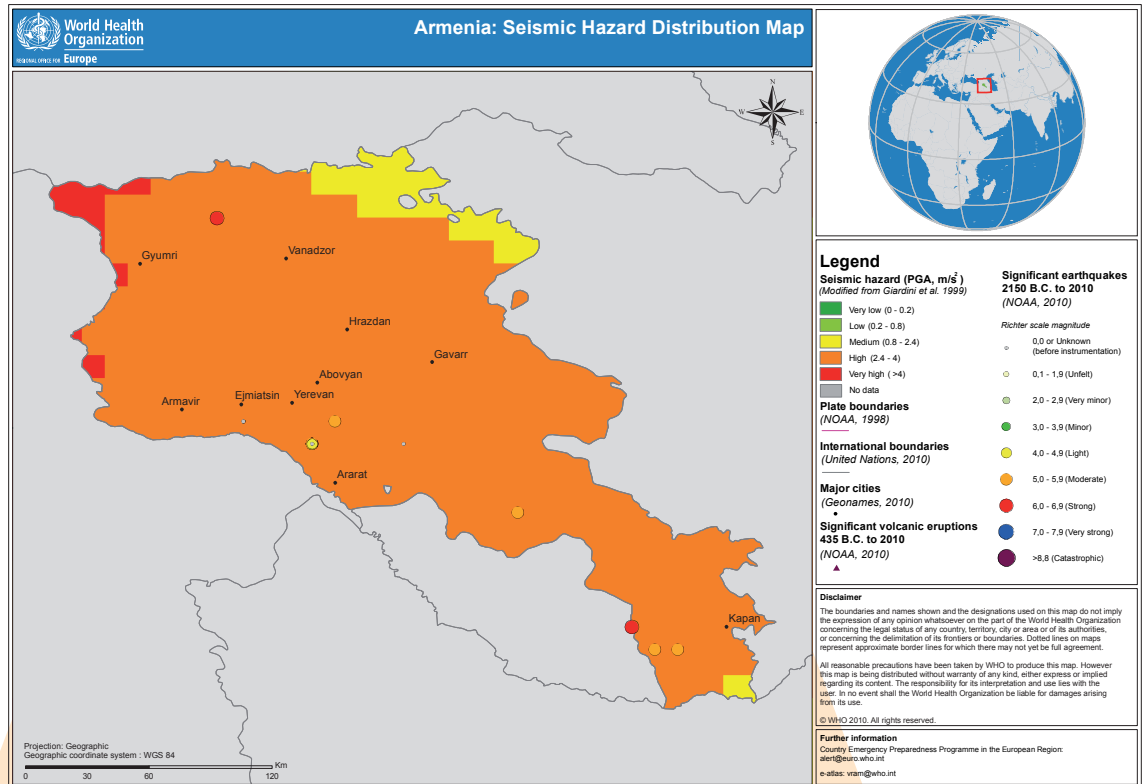 World Health
Organization
REGIONAL OFFICE FOR Europe
Armenia: Seismic Hazard Distribution Map
N
W
E
S
Gyumri
Vanadzor
Hrazdan
Gavarr
Abovyan
Armavir
Ejmiatsin
Yerevan
Ararat
Kapan
Projection: Geographic
Geographic coordinate system : WGS 84
Km
0 30 60 120
Legend
Seismic hazard (PGA, m/s²)
(Modified from Giardini et al. 1999)
Very low (0 - 0.2)
Low (0.2 - 0.8)
Medium (0.8 - 2.4)
High (2.4 - 4)
Very high ( >4)
No data
Plate boundaries
(NOAA, 1998)
International boundaries
(United Nations, 2010)
Major cities
(Geonames, 2010)
Significant volcanic eruptions
435 B.C. to 2010
(NOAA, 2010)
Significant earthquakes
2150 B.C. to 2010
(NOAA, 2010)
Richter scale magnitude
0,0 or Unknown
(before instrumentation)
0,1 - 1,9 (Unfelt)
2,0 - 2,9 (Very minor)
3,0 - 3,9 (Minor)
4,0 - 4,9 (Light)
5,0 - 5,9 (Moderate)
6,0 - 6,9 (Strong)
7,0 - 7,9 (Very strong)
>8,8 (Catastrophic)
Disclaimer
The boundaries and names shown and the designations used on this map do not imply
the expression of any opinion whatsoever on the part of the World Health Organization
concerning the legal status of any country, territory, city or area or of its authorities,
or concerning the delimitation of its frontiers or boundaries. Dotted lines on maps
represent approximate border lines for which there may not yet be full agreement.
All reasonable precautions have been taken by WHO to produce this map. However
this map is being distributed without warranty of any kind, either express or implied
regarding its content. The responsibility for its interpretation and use lies with the
user. In no event shall the World Health Organization be liable for damages arising
from its use.
© WHO 2010. All rights reserved.
Further information
Country Emergency Preparedness Programme in the European Region:
alert@euro.who.int
e-atlas: vram@who.int